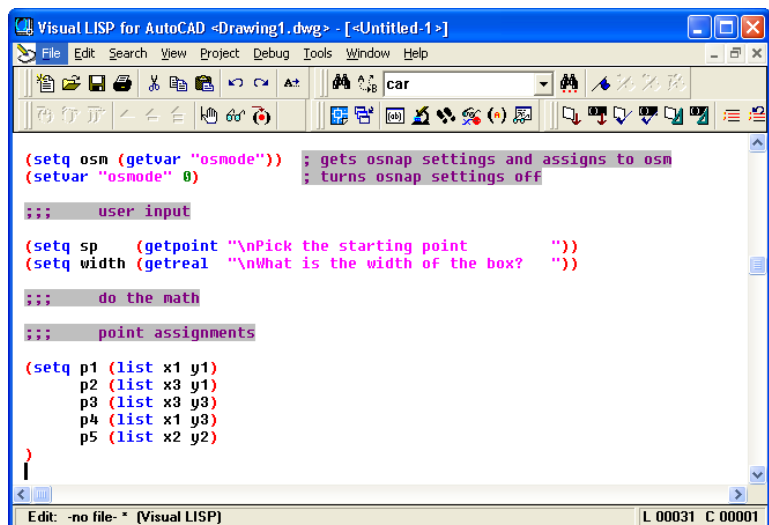 Visual LISP for AutoCAD <Drawing1.dwg> - [<Untitled-1>]
File Edit Search View Project Debug Tools Window Help
car
(setq osm (getvar "osmode")) ; gets osnap settings and assigns to osm
(setvar "osmode" 0) ; turns osnap settings off
;;; user input
(setq sp (getpoint "\nPick the starting point "))
(setq width (getreal "\nWhat is the width of the box? "))
;;; do the math
;;; point assignments
(setq p1 (list x1 y1)
p2 (list x3 y1)
p3 (list x3 y3)
p4 (list x1 y3)
p5 (list x2 y2)
)
Edit: -no file- * (Visual LISP) L 00031 C 00001